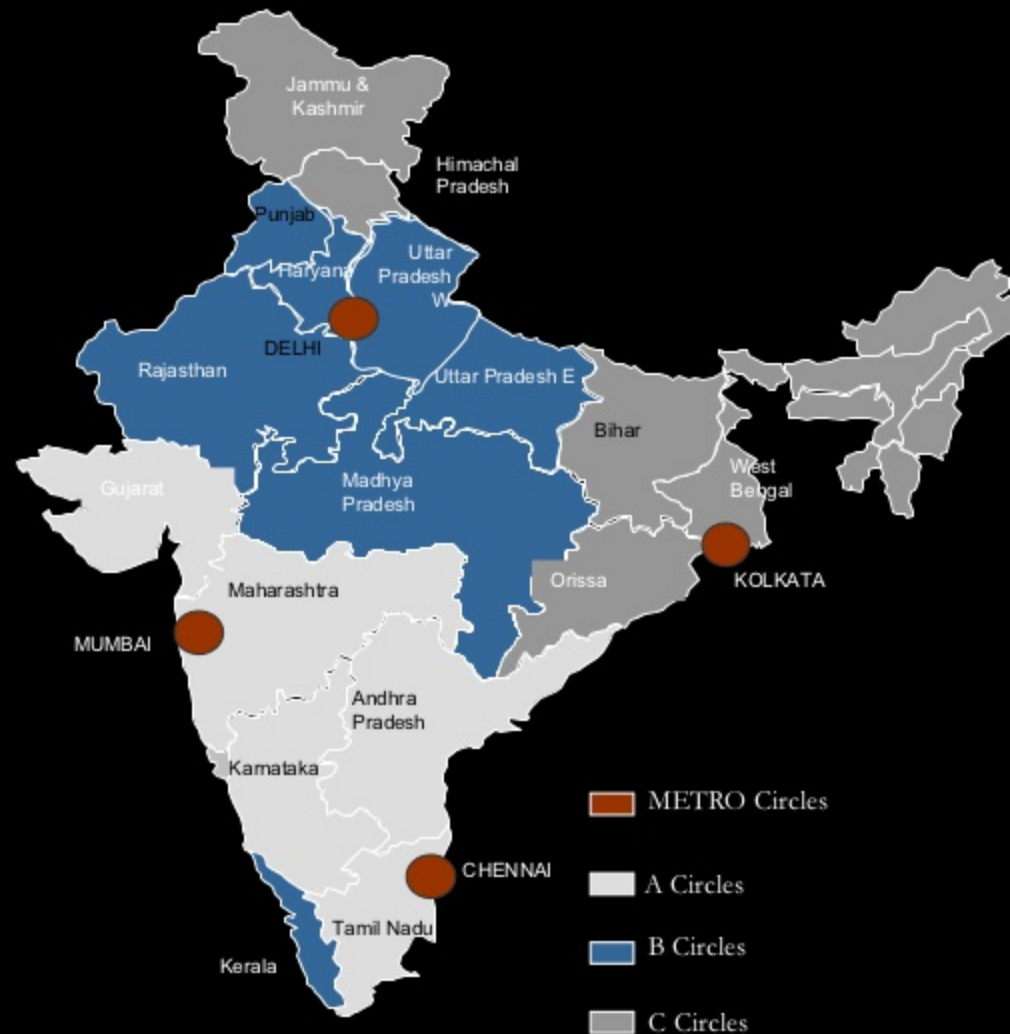 Jammu &
Kashmir
Himachal
Pradesh
Punjab
Haryana
Uttar
Pradesh
W
DELHI
Rajasthan
Uttar Pradesh E
Bihar
West
Bengal
Gujarat
Madhya
Pradesh
Orissa
KOLKATA
Maharashtra
MUMBAI
Andhra
Pradesh
Karnataka
METRO Circles
CHENNAI
A Circles
Tamil Nadu
B Circles
Kerala
C Circles